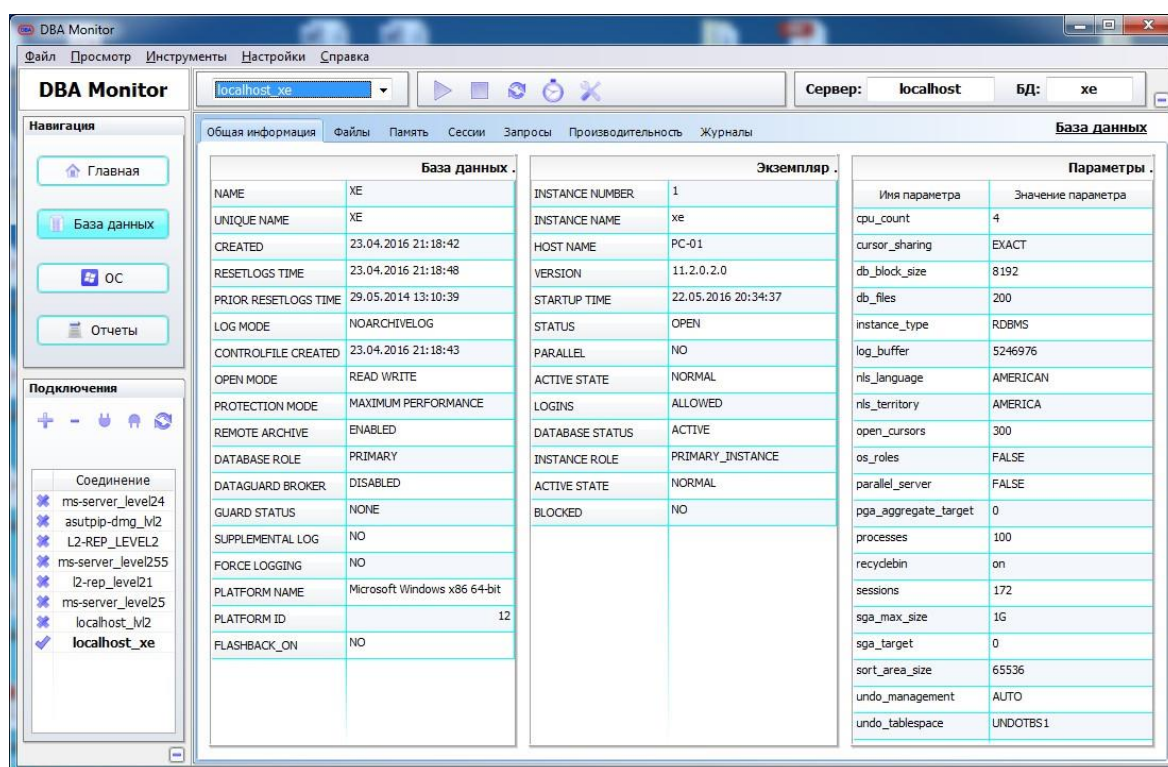 DBA Monitor
Файл Просмотр Инструменты Настройки Справка
DBA Monitor
localhost_xe
Сервер: localhost БД: xe
Навигация
Главная
База данных
ОС
Отчеты
Подключения
Соединение
ms-server_level24
asutpip-dmg_lvl2
L2-REP_LEVEL2
ms-server_level255
l2-rep_level21
ms-server_level25
localhost_lvl2
localhost_xe
Общая информация Файлы Память Сессии Запросы Производительность Журналы
База данных
База данных .
NAME XE
UNIQUE NAME XE
CREATED 23.04.2016 21:18:42
RESETLOGS TIME 23.04.2016 21:18:48
PRIOR RESETLOGS TIME 29.05.2014 13:10:39
LOG MODE NOARCHIVELOG
CONTROLFILE CREATED 23.04.2016 21:18:43
OPEN MODE READ WRITE
PROTECTION MODE MAXIMUM PERFORMANCE
REMOTE ARCHIVE ENABLED
DATABASE ROLE PRIMARY
DATAGUARD BROKER DISABLED
GUARD STATUS NONE
SUPPLEMENTAL LOG NO
FORCE LOGGING NO
PLATFORM NAME Microsoft Windows x86 64-bit
PLATFORM ID 12
FLASHBACK_ON NO
Экземпляр .
INSTANCE NUMBER 1
INSTANCE NAME xe
HOST NAME PC-01
VERSION 11.2.0.2.0
STARTUP TIME 22.05.2016 20:34:37
STATUS OPEN
PARALLEL NO
ACTIVE STATE NORMAL
LOGINS ALLOWED
DATABASE STATUS ACTIVE
INSTANCE ROLE PRIMARY_INSTANCE
ACTIVE STATE NORMAL
BLOCKED NO
Параметры .
Имя параметра Значение параметра
cpu_count 4
cursor_sharing EXACT
db_block_size 8192
db_files 200
instance_type RDBMS
log_buffer 5246976
nls_language AMERICAN
nls_territory AMERICA
open_cursors 300
os_roles FALSE
parallel_server FALSE
pga_aggregate_target 0
processes 100
recyclebin on
sessions 172
sga_max_size 1G
sga_target 0
sort_area_size 65536
undo_management AUTO
undo_tablespace UNDOTBS1